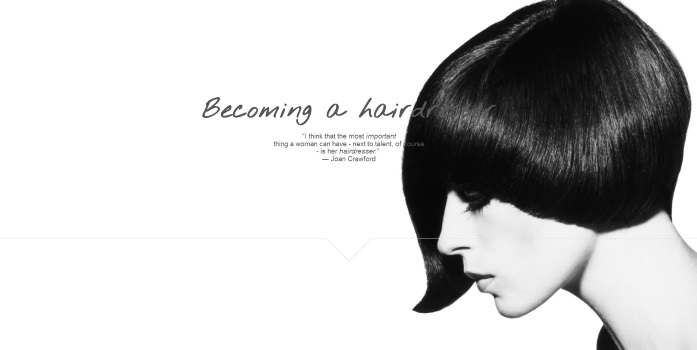 Becoming a hairdresser
"I think that the most important
thing a woman can have - next to talent, of course
- is her hairdresser."
— Joan Crawford